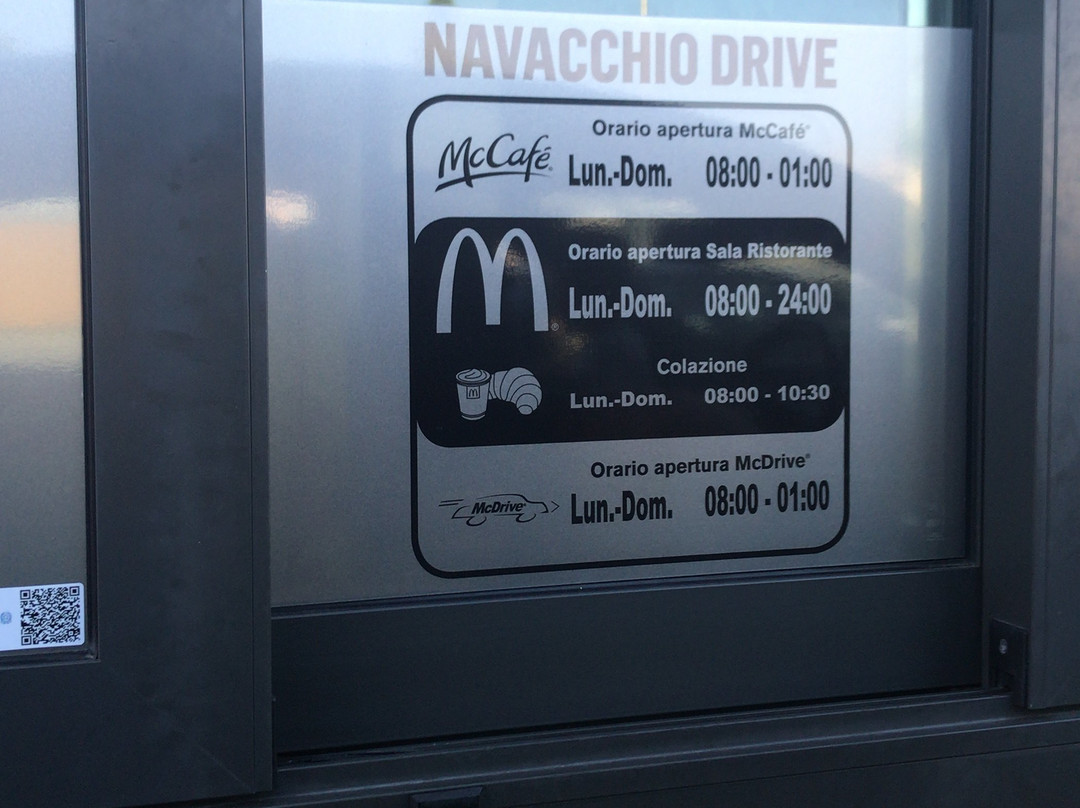 NAVACCHIO DRIVE
Orario apertura McCafé®
McCafé® Lun.-Dom. 08:00 - 01:00
Orario apertura Sala Ristorante
Lun.-Dom. 08:00 - 24:00
Colazione
Lun.-Dom. 08:00 - 10:30
Orario apertura McDrive®
McDrive® Lun.-Dom. 08:00 - 01:00